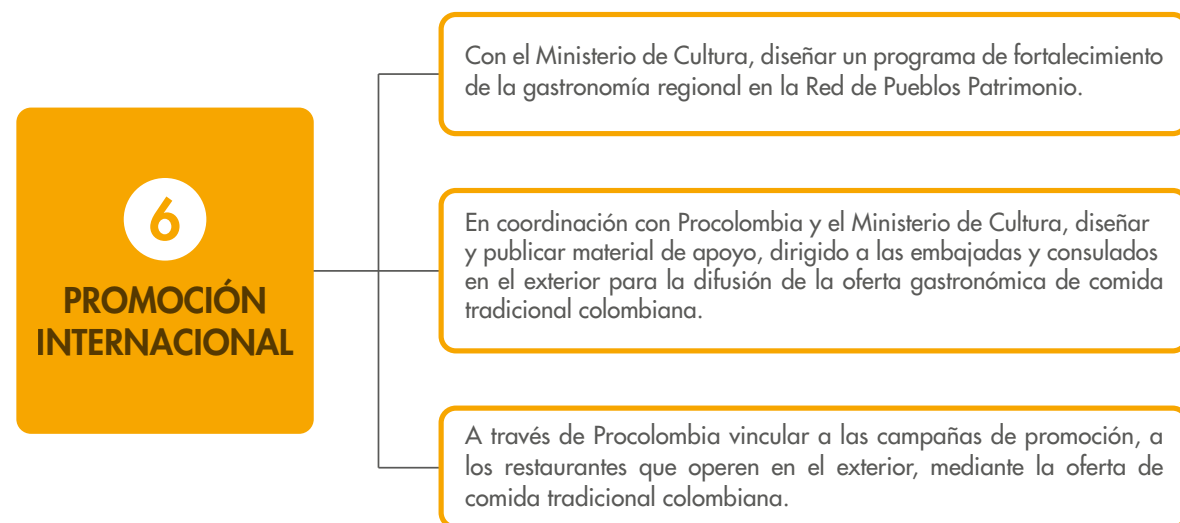 6
PROMOCIÓN
INTERNACIONAL
Con el Ministerio de Cultura, diseñar un programa de fortalecimiento
de la gastronomía regional en la Red de Pueblos Patrimonio.
En coordinación con Procolombia y el Ministerio de Cultura, diseñar
y publicar material de apoyo, dirigido a las embajadas y consulados
en el exterior para la difusión de la oferta gastronómica de comida
tradicional colombiana.
A través de Procolombia vincular a las campañas de promoción, a
los restaurantes que operen en el exterior, mediante la oferta de
comida tradicional colombiana.